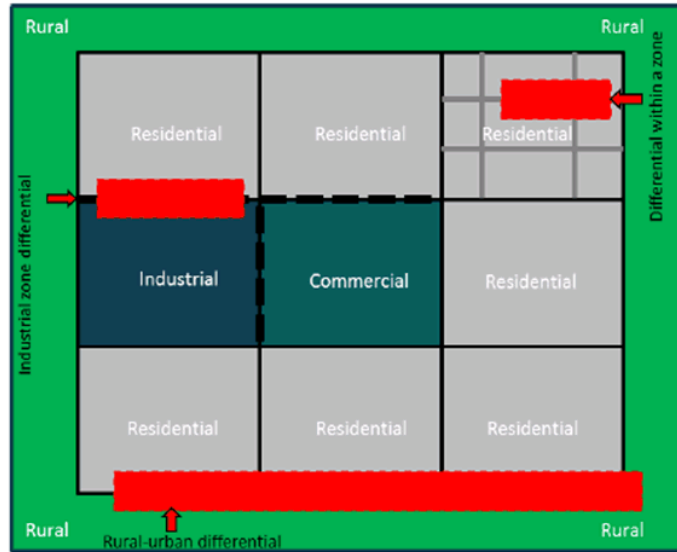 Rural
Rural
Residential
Residential
Residential
Differential within a zone
Industrial zone differential
Industrial
Commercial
Residential
Residential
Residential
Residential
Rural
Rural-urban differential
Rural